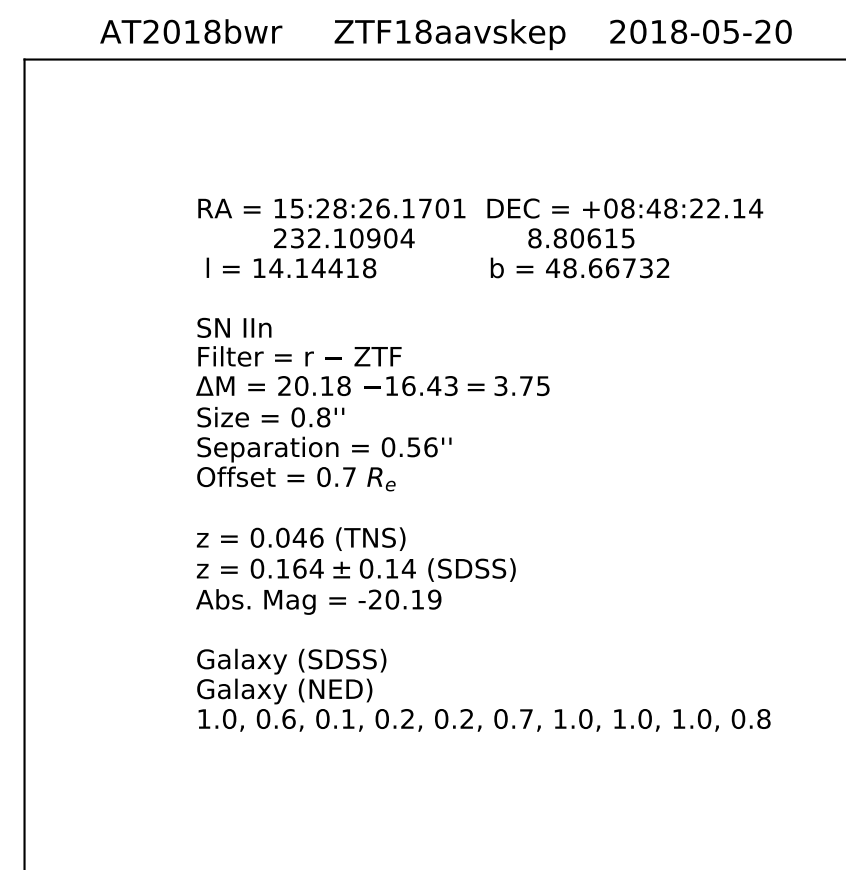 AT2018bwr ZTF18aavskep 2018-05-20
RA = 15:28:26.1701 DEC = +08:48:22.14
232.10904 8.80615
l = 14.14418 b = 48.66732
SN IIn
Filter = r − ZTF
ΔM = 20.18 −16.43 = 3.75
Size = 0.8''
Separation = 0.56''
Offset = 0.7 Rₑ
z = 0.046 (TNS)
z = 0.164 ± 0.14 (SDSS)
Abs. Mag = -20.19
Galaxy (SDSS)
Galaxy (NED)
1.0, 0.6, 0.1, 0.2, 0.2, 0.7, 1.0, 1.0, 1.0, 0.8